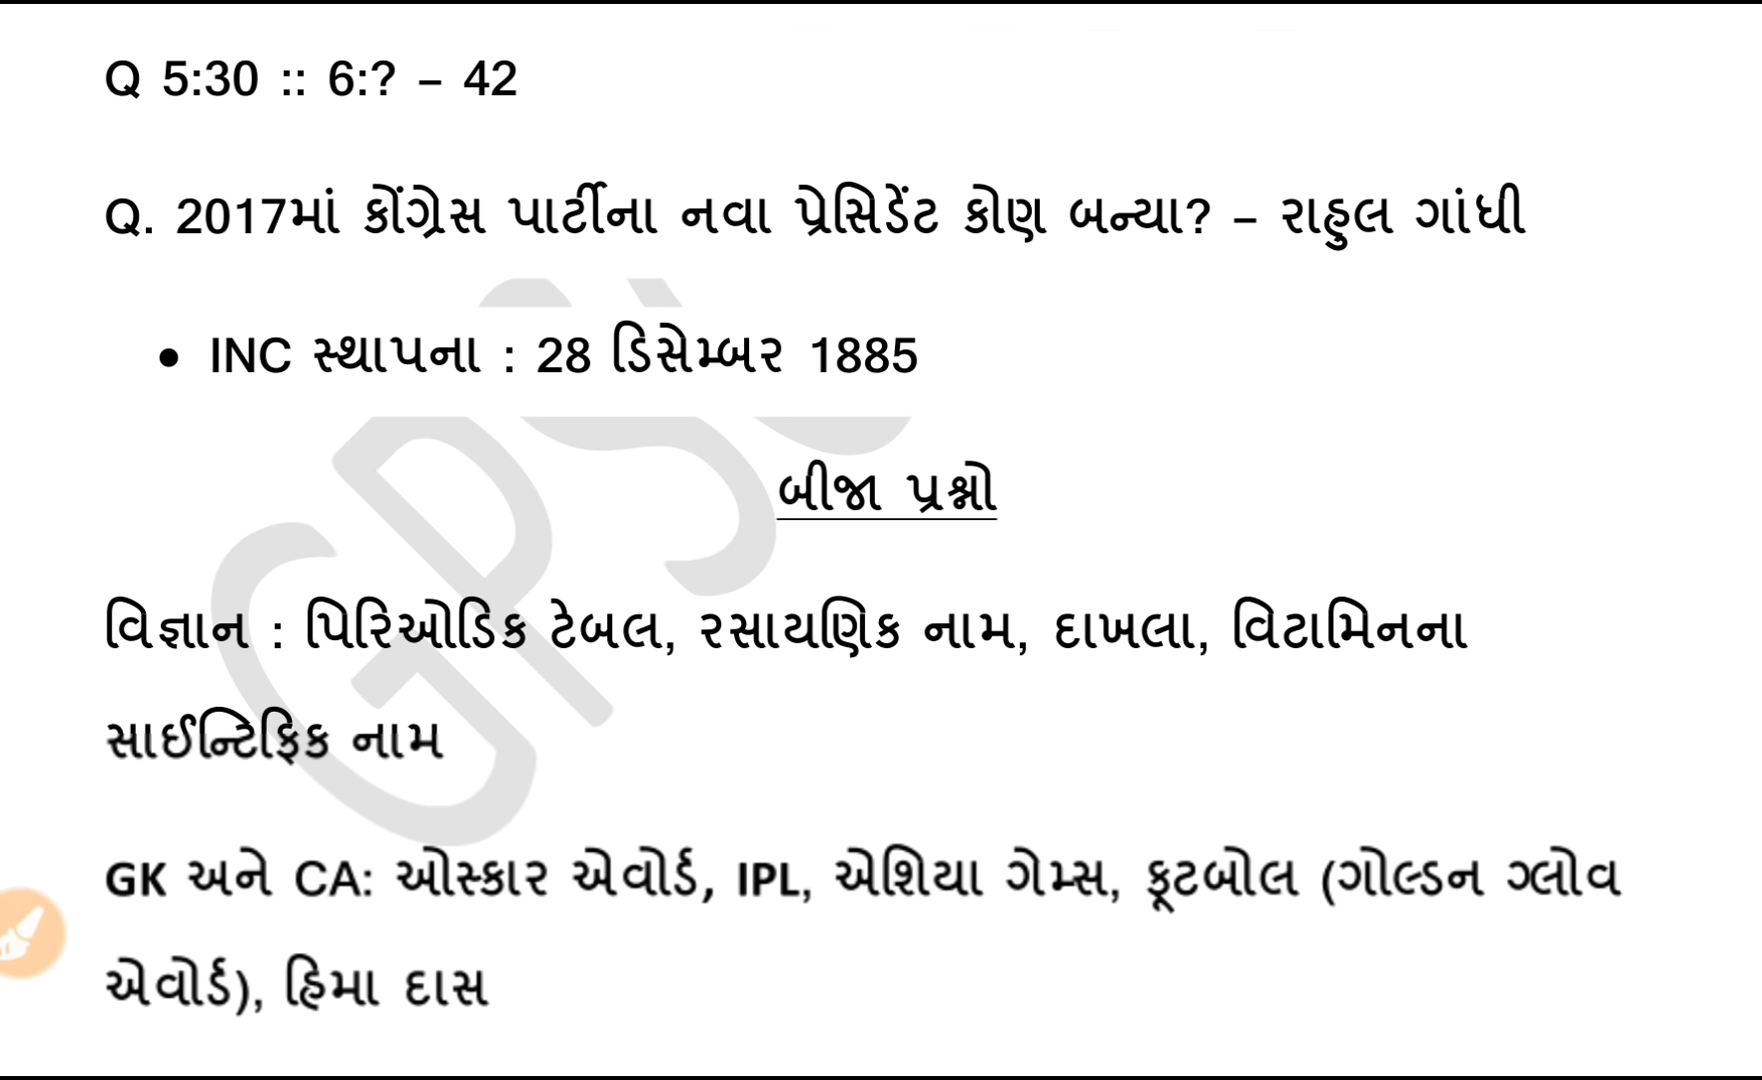 Q 5:30 :: 6:? – 42
Q. 2017માં કોંગ્રેસ પાર્ટીના નવા પ્રેસિડેંટ કોણ બન્યા? – રાહુલ ગાંધી
• INC સ્થાપના : 28 ડિસેમ્બર 1885
બીજા પ્રશ્નો
વિજ્ઞાન : પિરિઓડિક ટેબલ, રસાયણિક નામ, દાખલા, વિટામિનના
સાઈન્ટિફિક નામ
GK અને CA: ઓસ્કાર એવોર્ડ, IPL, એશિયા ગેમ્સ, ફૂટબોલ (ગોલ્ડન ગ્લોવ
એવોર્ડ), હિમા દાસ